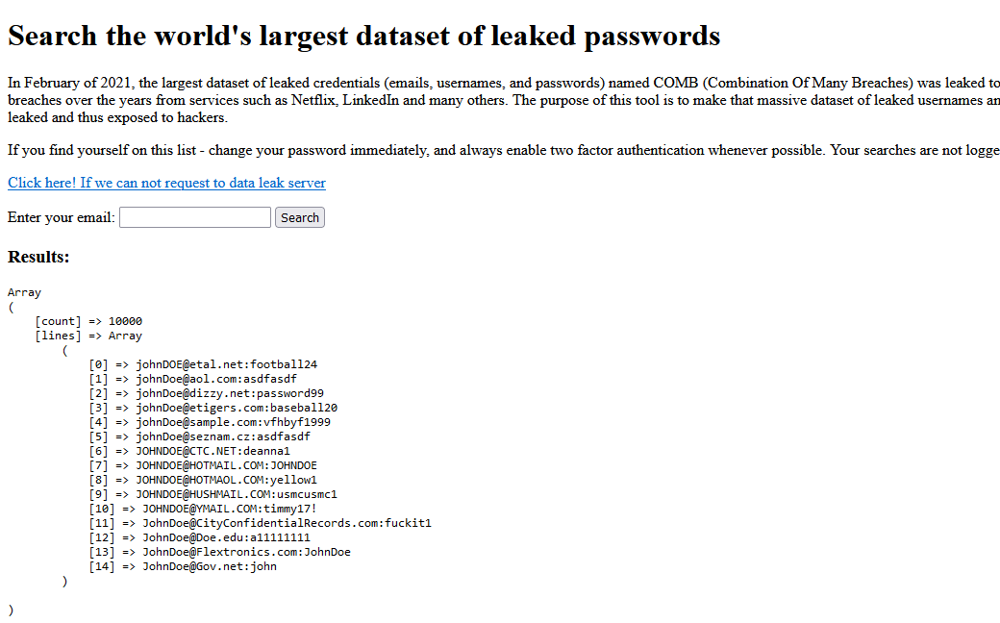 Search the world's largest dataset of leaked passwords
In February of 2021, the largest dataset of leaked credentials (emails, usernames, and passwords) named COMB (Combination Of Many Breaches) was leaked to
breaches over the years from services such as Netflix, LinkedIn and many others. The purpose of this tool is to make that massive dataset of leaked usernames
leaked and thus exposed to hackers.
If you find yourself on this list - change your password immediately, and always enable two factor authentication whenever possible. Your searches are not
Click here! If we can not request to data leak server
Enter your email: Search
Results:
Array
(
[count] => 10000
[lines] => Array
(
[0] => johnDOE@etal.net:football24
[1] => johnDoe@aol.com:asdfasdf
[2] => johnDoe@dizzy.net:password99
[3] => johnDoe@etigers.com:baseball20
[4] => johnDoe@sample.com:vfhbyf1999
[5] => johnDoe@seznam.cz:asdfasdf
[6] => JOHNDOE@CTC.NET:deanna1
[7] => JOHNDOE@HOTMAIL.COM:JOHNDOE
[8] => JOHNDOE@HOTMAOL.COM:yellow1
[9] => JOHNDOE@HUSHMAIL.COM:usmcusmc1
[10] => JOHNDOE@YMAIL.COM:timmy17!
[11] => JohnDoe@CityConfidentialRecords.com:fuckit1
[12] => JohnDoe@Doe.edu:a11111111
[13] => JohnDoe@Flextronics.com:JohnDoe
[14] => JohnDoe@Gov.net:john
)
)